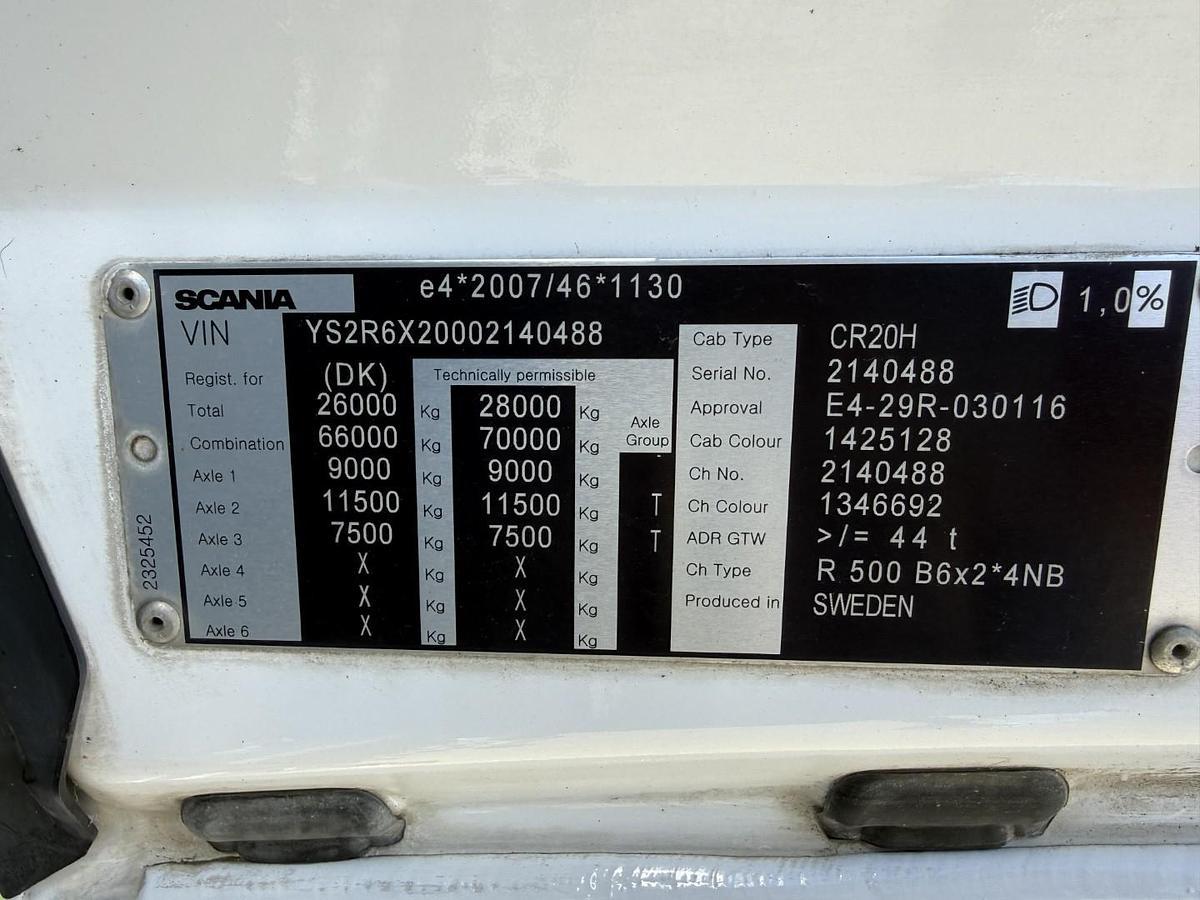 SCANIA e4*2007/46*1130 1,0%
VIN YS2R6X20002140488 Cab Type CR20H
Regist. for (DK) Technically permissible Serial No. 2140488
Total 26000 Kg 28000 Kg Axle Group Approval E4-29R-030116
Combination 66000 Kg 70000 Kg Cab Colour 1425128
Axle 1 9000 Kg 9000 Kg Ch No. 2140488
Axle 2 11500 Kg 11500 Kg T Ch Colour 1346692
Axle 3 7500 Kg 7500 Kg T ADR GTW >/= 44 t
Axle 4 X Kg X Kg Ch Type R 500 B6x2*4NB
Axle 5 X Kg X Kg Produced in SWEDEN
Axle 6 X Kg X Kg
2325452